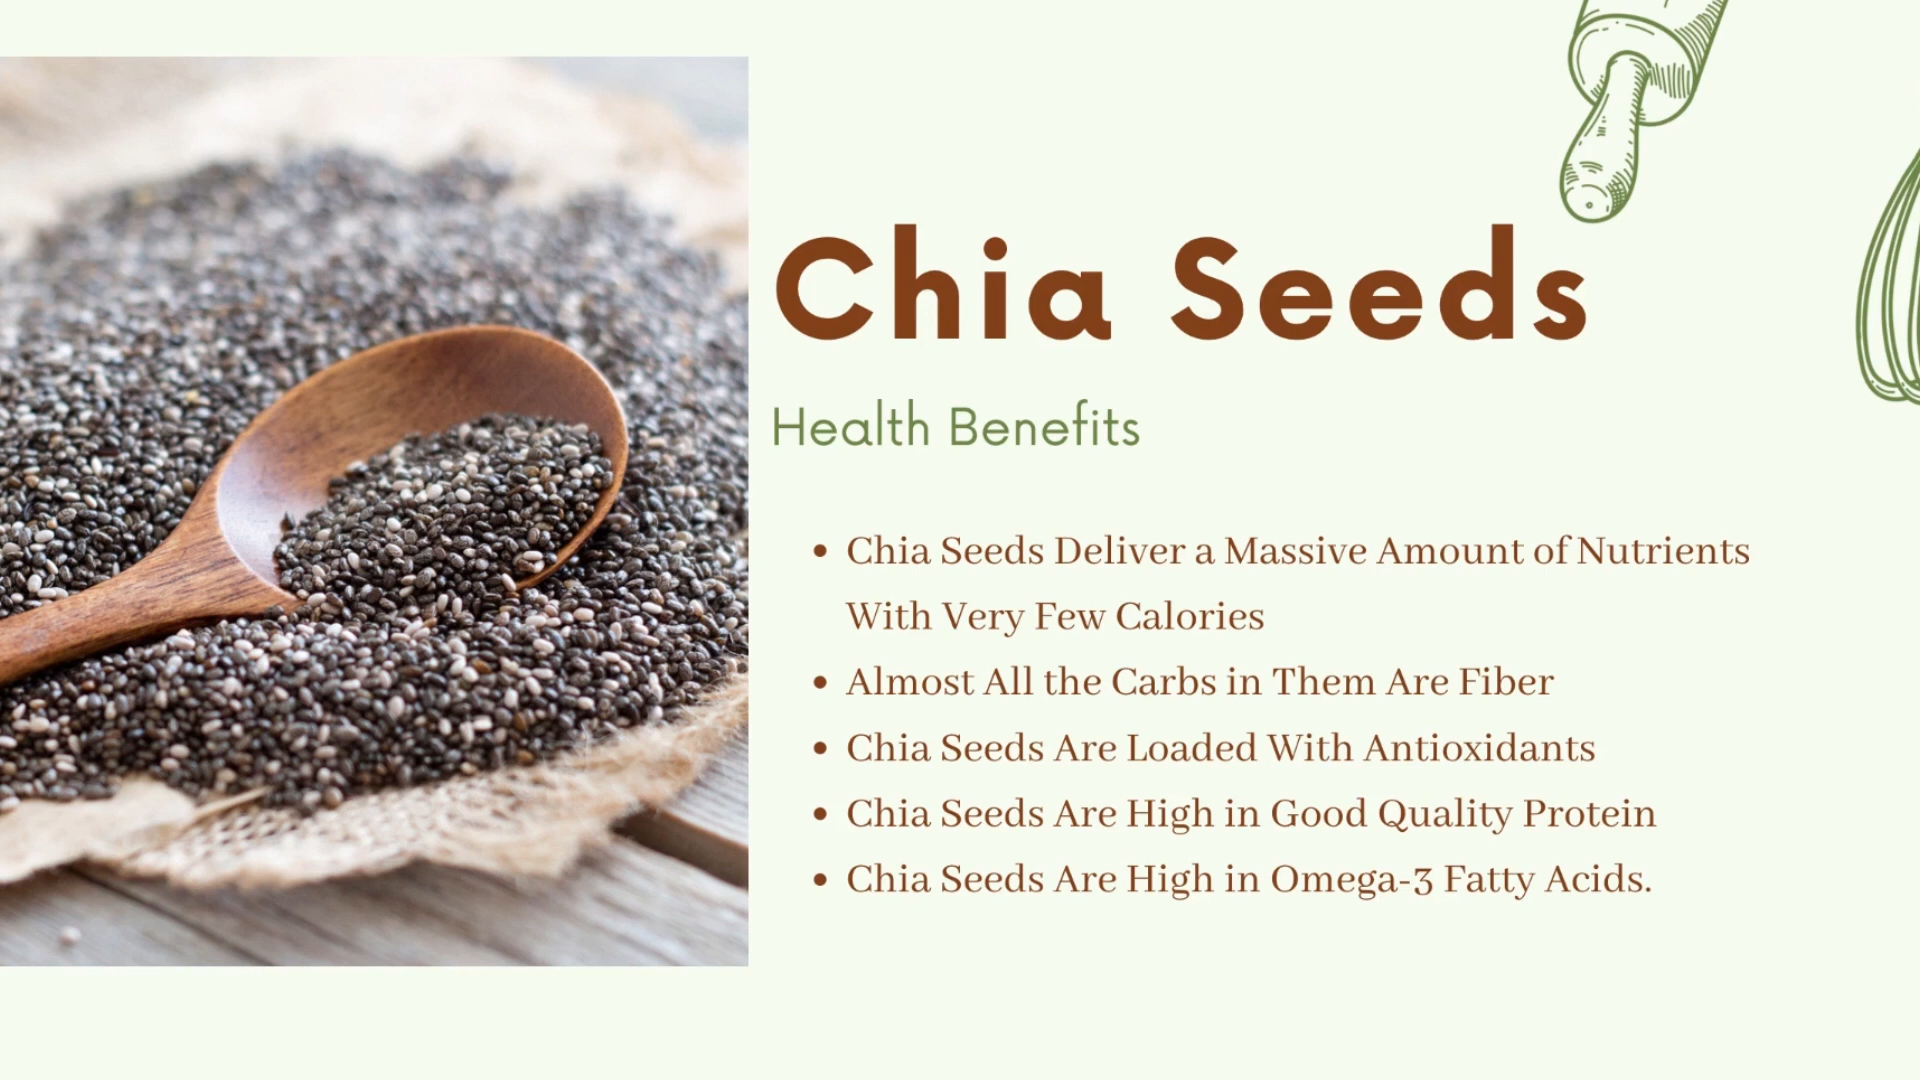 Chia Seeds
Health Benefits
• Chia Seeds Deliver a Massive Amount of Nutrients
With Very Few Calories
• Almost All the Carbs in Them Are Fiber
• Chia Seeds Are Loaded With Antioxidants
• Chia Seeds Are High in Good Quality Protein
• Chia Seeds Are High in Omega-3 Fatty Acids.